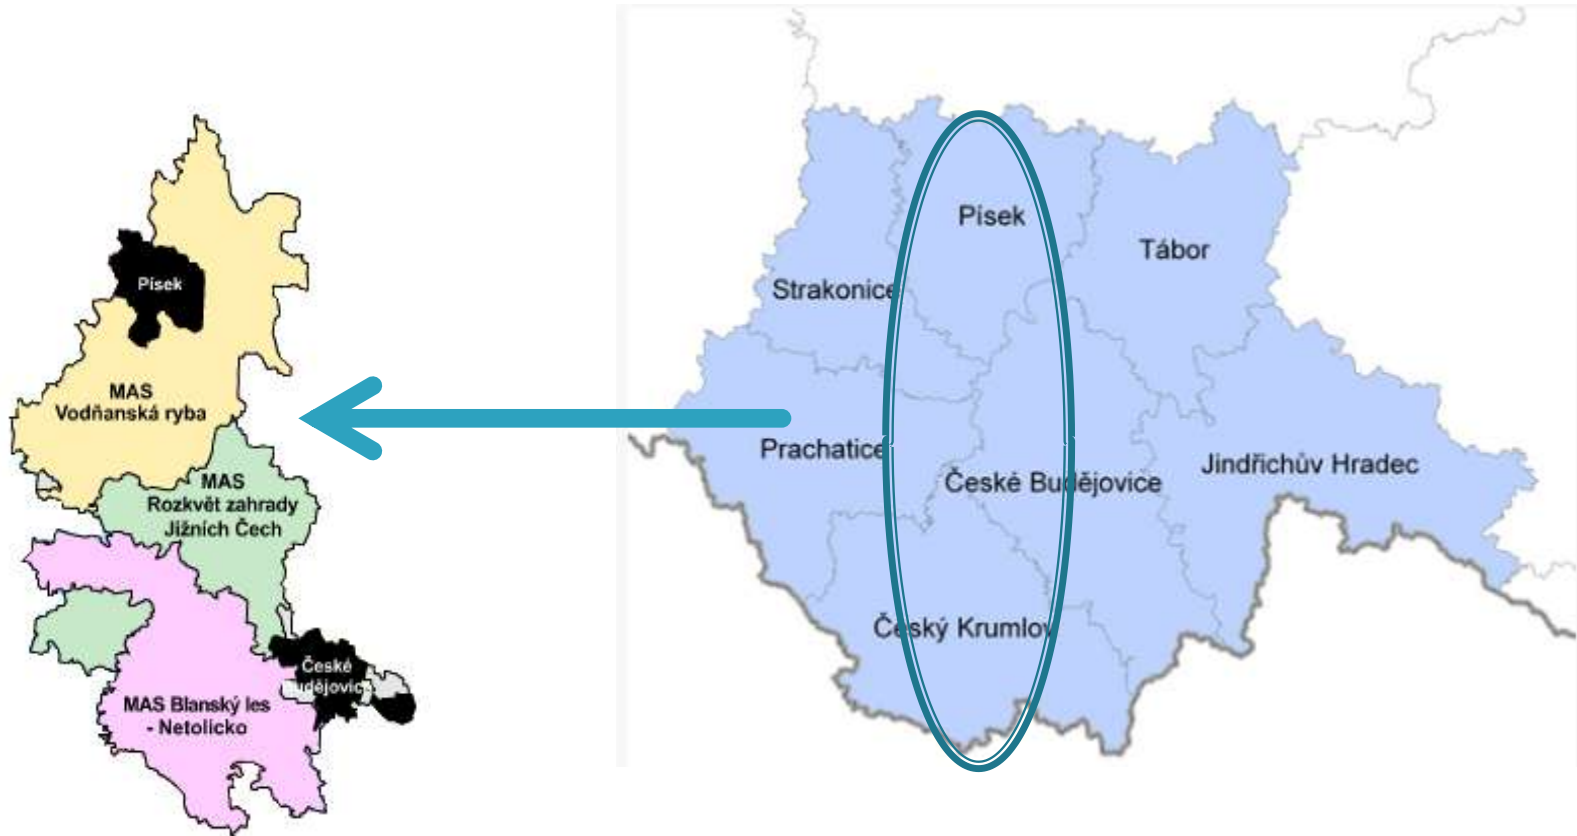 Písek
MAS
Vodňanská ryba
MAS
Rozkvět zahrady
Jižních Čech
České
Budějovic
MAS Blanský les
- Netolicko
Písek
Tábor
Strakonice
Prachatice
České Budějovice
Jindřichův Hradec
Český Krumlov